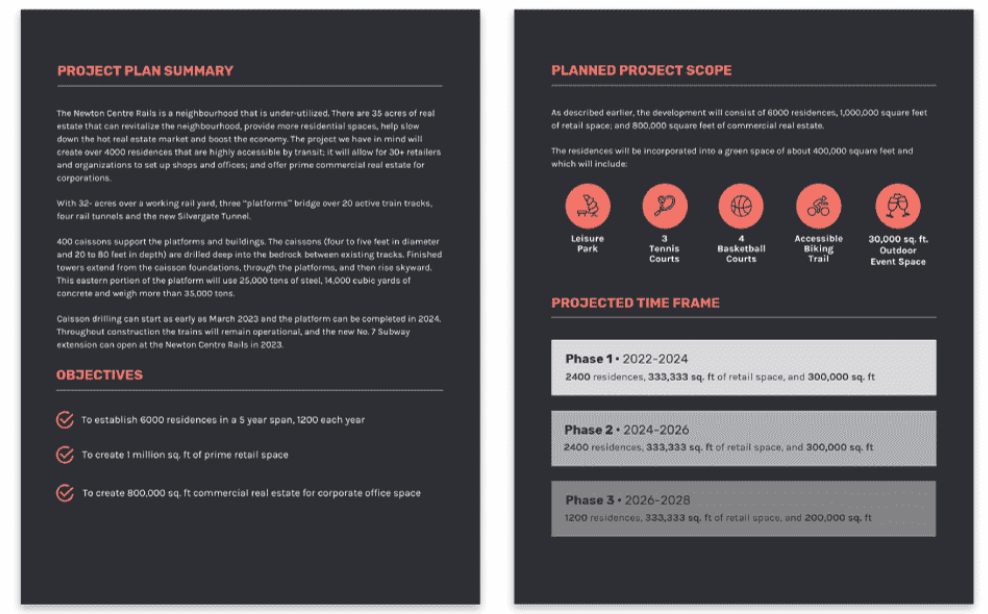 PROJECT PLAN SUMMARY
The Newton Centre Rails is a neighbourhood that is under-utilized. There are 35 acres of real
estate that can revitalize the neighbourhood, provide more residential spaces, help slow
down the hot real estate market and boost the economy. The project we have in mind will
create over 4000 residences that are highly accessible by transit; it will allow for 30+ retailers
and organizations to set up shops and offices; and offer prime commercial real estate for
corporations.
With 32- acres over a working rail yard, three "platforms" bridge over 20 active train tracks,
four rail tunnels and the new Silvergate Tunnel.
400 caissons support the platforms and buildings. The caissons (four to five feet in diameter
and 20 to 80 feet in depth) are drilled deep into the bedrock between existing tracks. Finished
towers extend from the caisson foundations, through the platforms, and then rise skyward.
This eastern portion of the platform will use 25,000 tons of steel, 14,000 cubic yards of
concrete and weigh more than 35,000 tons.
Caisson drilling can start as early as March 2023 and the platform can be completed in 2024.
Throughout construction the trains will remain operational, and the new No. 7 Subway
extension can open at the Newton Centre Rails in 2023.
OBJECTIVES
To establish 6000 residences in a 5 year span, 1200 each year
To create 1 million sq. ft of prime retail space
To create 800,000 sq. ft commercial real estate for corporate office space
PLANNED PROJECT SCOPE
As described earlier, the development will consist of 6000 residences, 1,000,000 square feet
of retail space; and 800,000 square feet of commercial real estate.
The residences will be incorporated into a green space of about 400,000 square feet and
which will include:
Leisure
Park
3
Tennis
Courts
4
Basketball
Courts
Accessible
Biking
Trail
30,000 sq. ft.
Outdoor
Event Space
PROJECTED TIME FRAME
Phase 1 • 2022-2024
2400 residences, 333,333 sq. ft of retail space, and 300,000 sq. ft
Phase 2 • 2024-2026
2400 residences, 333,333 sq. ft of retail space, and 300,000 sq. ft
Phase 3 • 2026-2028
1200 residences, 333,333 sq. ft of retail space, and 200,000 sq. ft